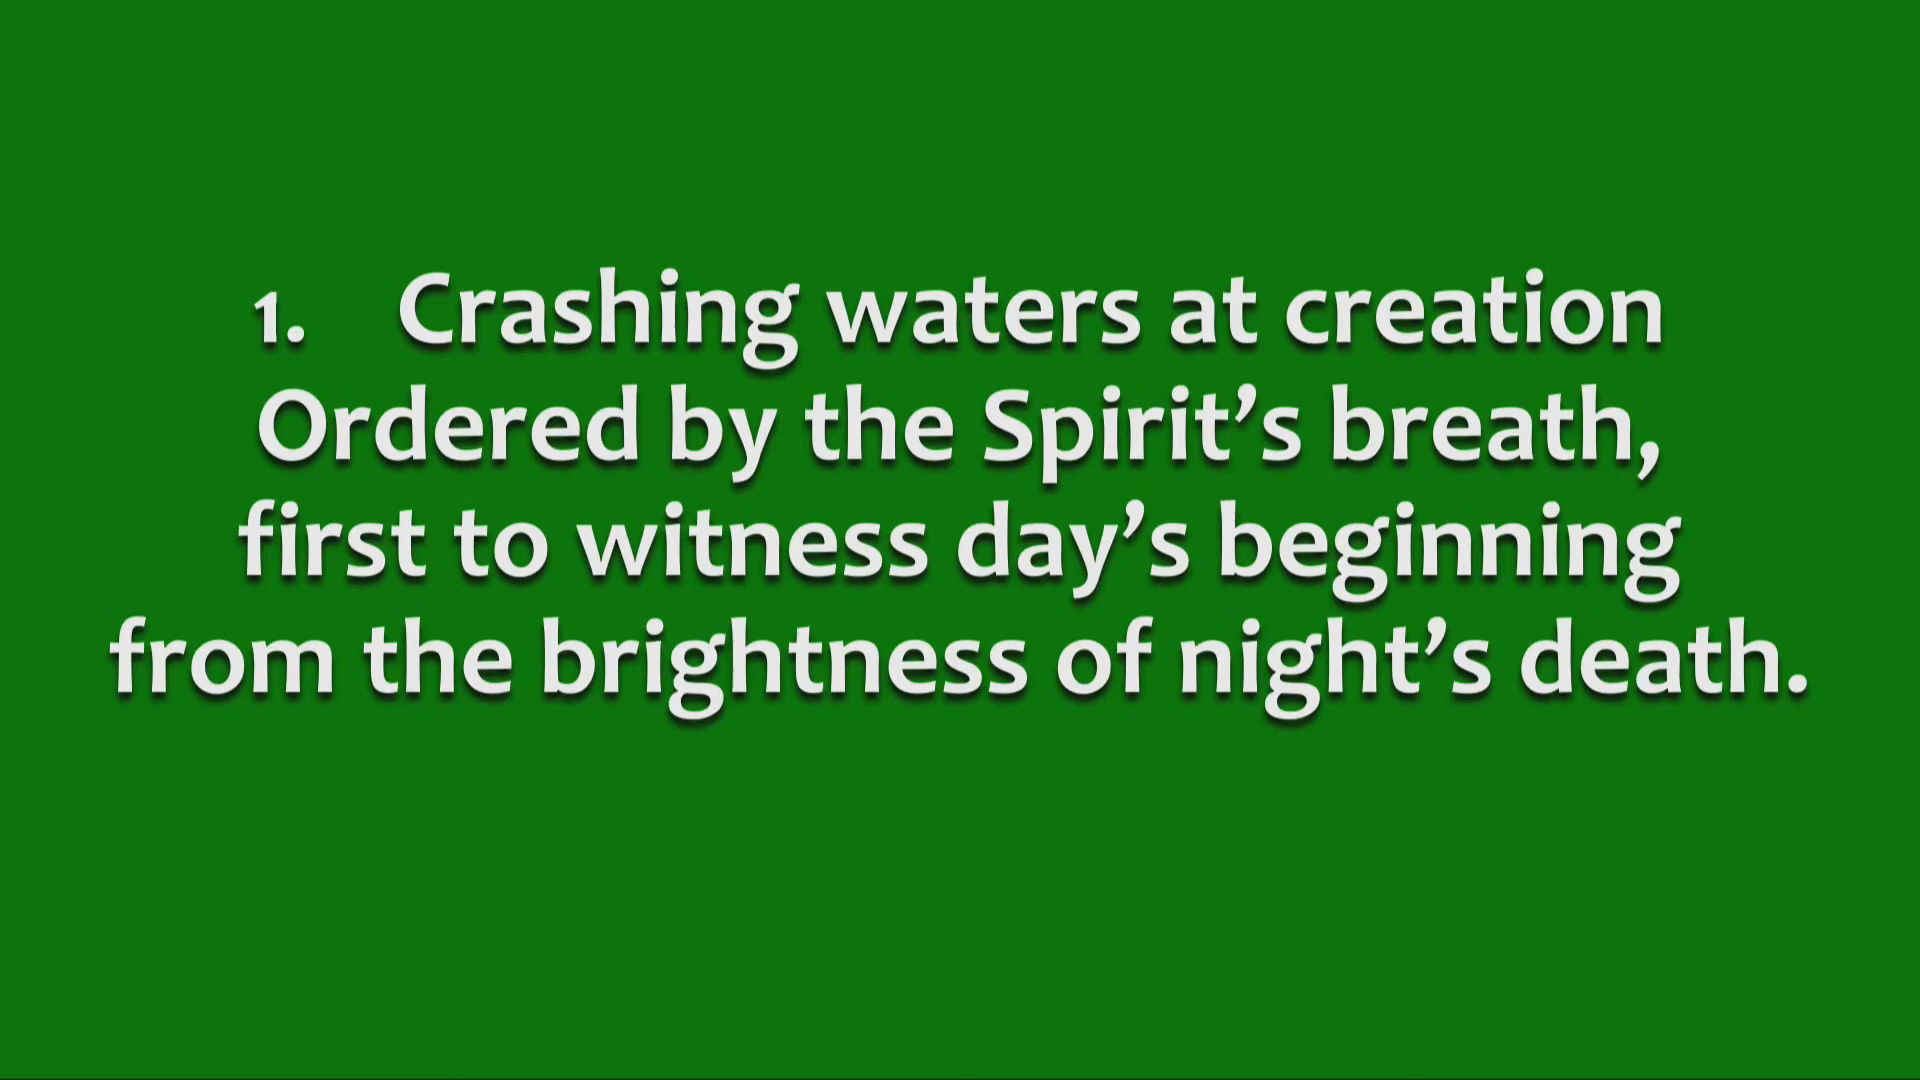 1. Crashing waters at creation
Ordered by the Spirit’s breath,
first to witness day’s beginning
from the brightness of night’s death.